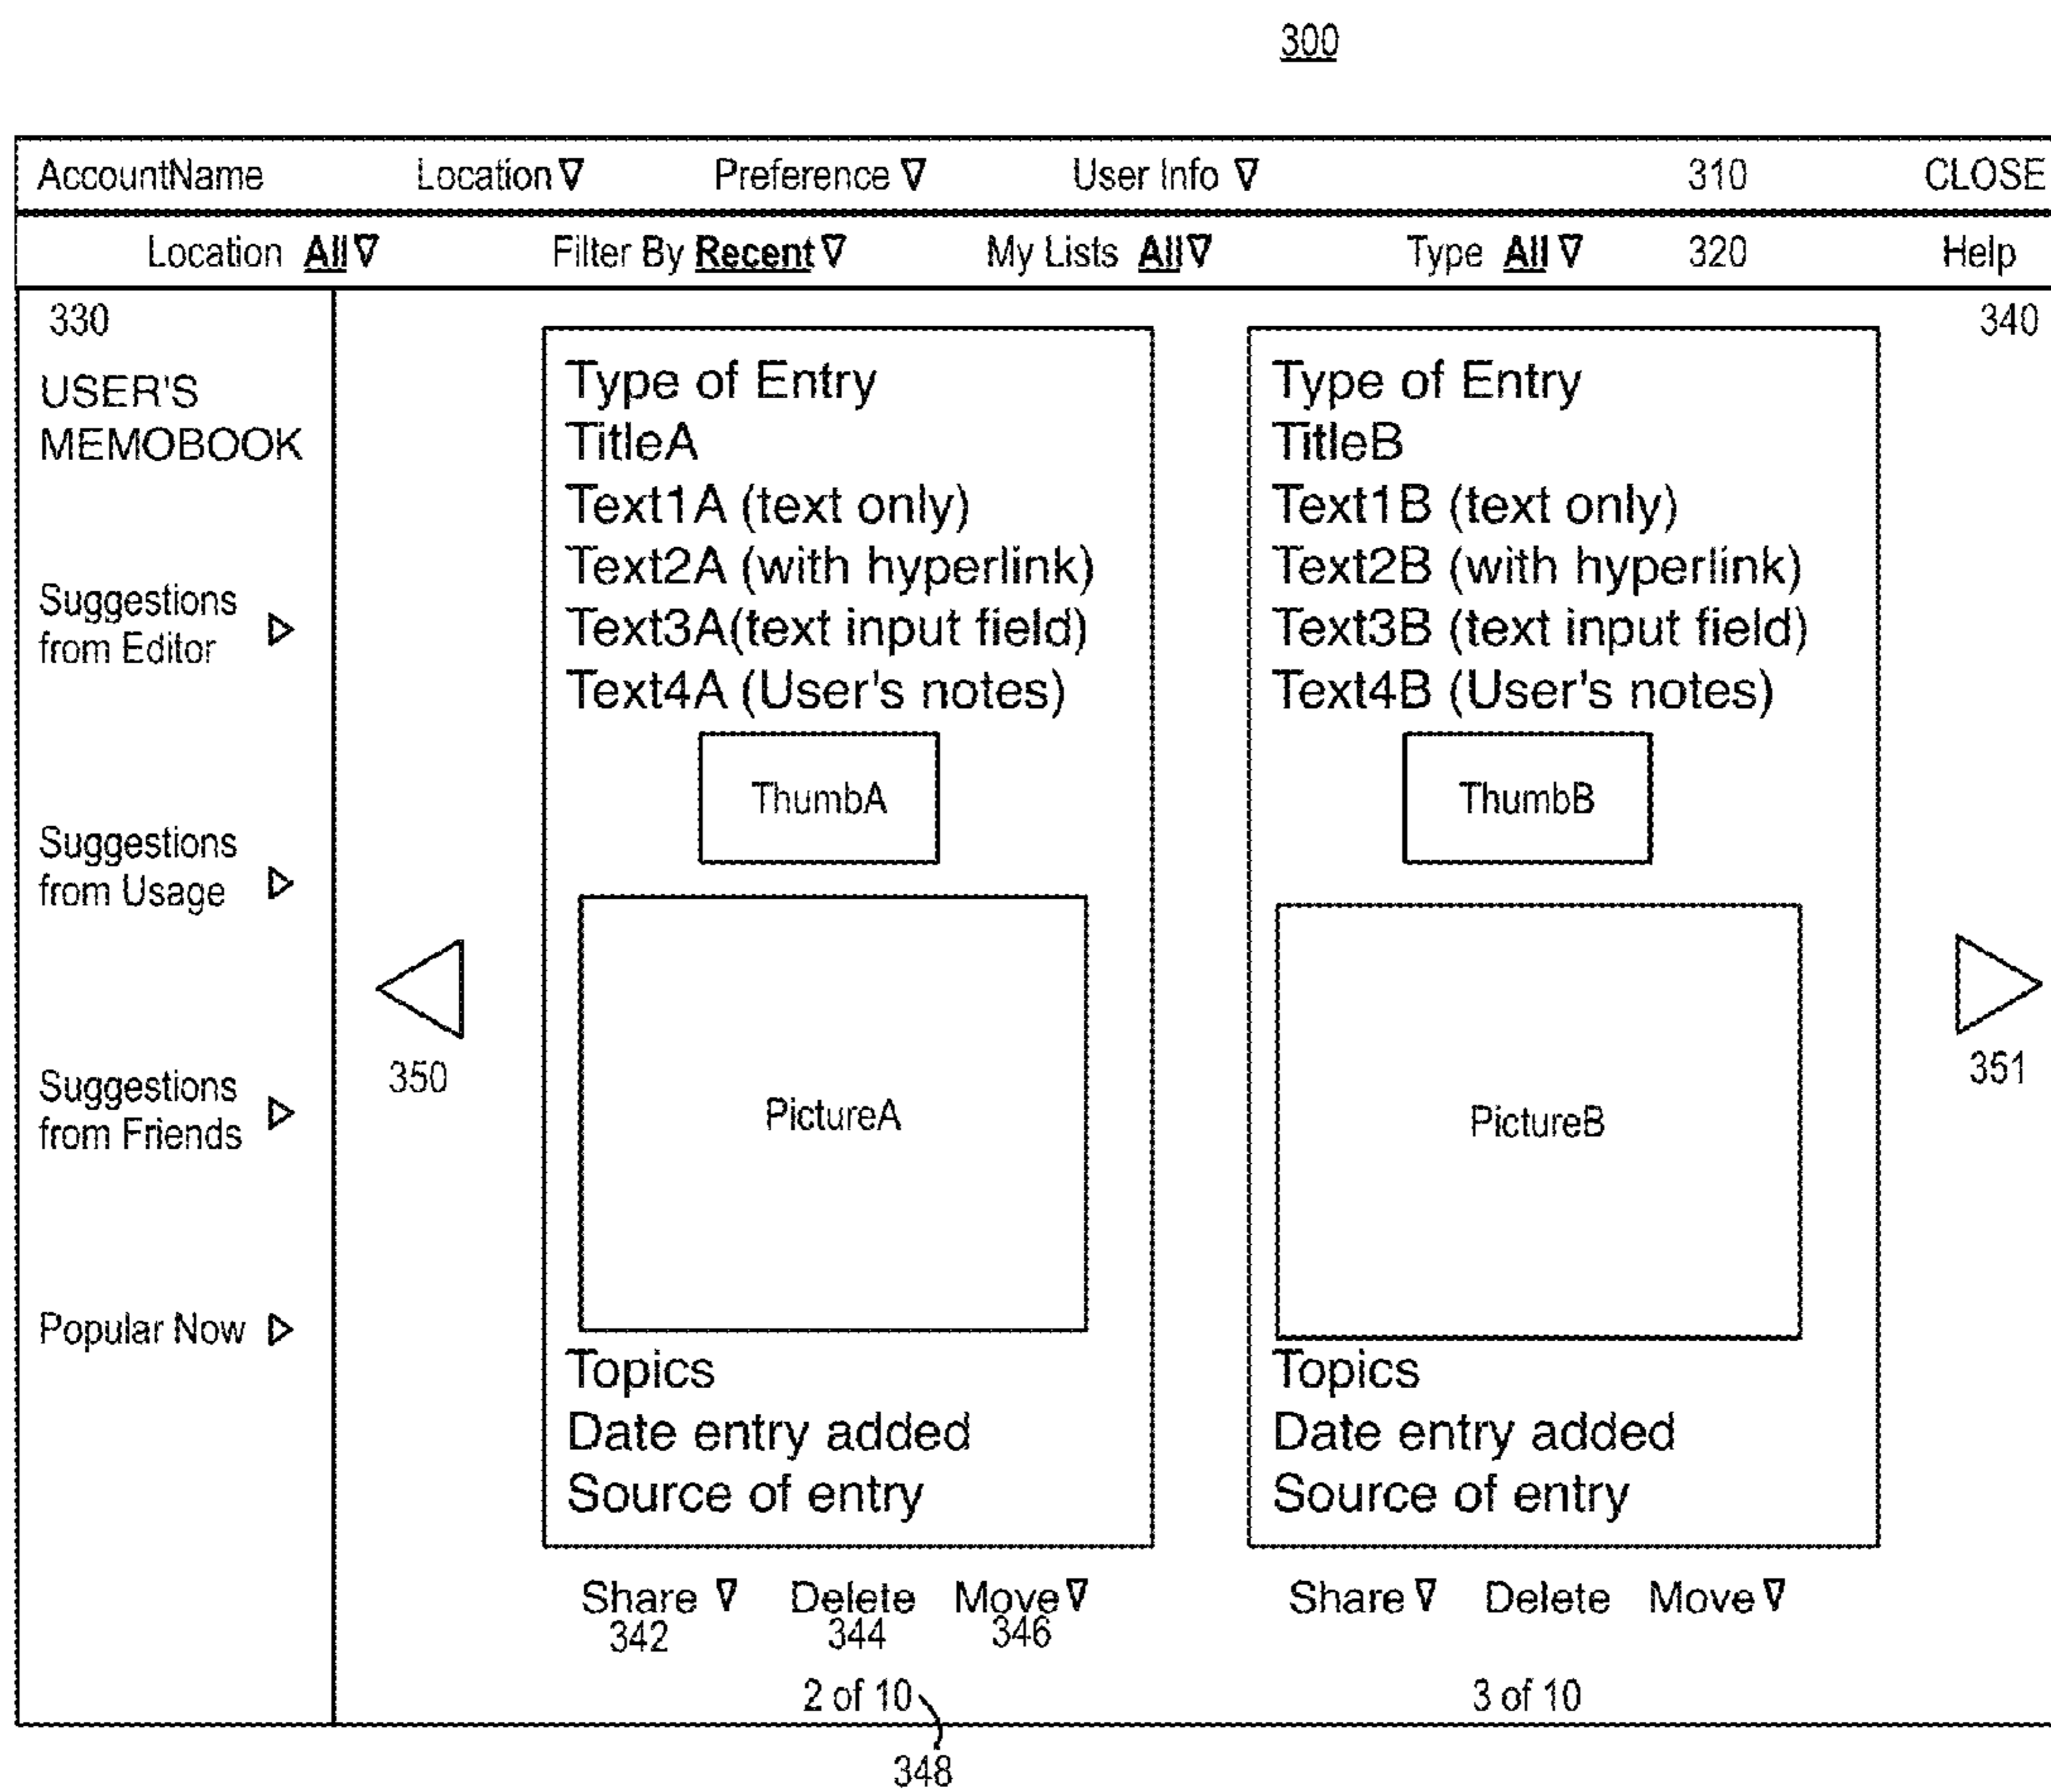 300
AccountName Location ∇ Preference ∇ User Info ∇ 310 CLOSE
Location All ∇ Filter By Recent ∇ My Lists All ∇ Type All ∇ 320 Help
330
USER'S
MEMOBOOK
Suggestions
from Editor ▷
Suggestions
from Usage ▷
Suggestions
from Friends ▷
Popular Now ▷
350
Type of Entry
TitleA
Text1A (text only)
Text2A (with hyperlink)
Text3A(text input field)
Text4A (User's notes)
ThumbA
PictureA
Topics
Date entry added
Source of entry
Share ∇ Delete Move ∇
342 344 346
2 of 10
348
340
Type of Entry
TitleB
Text1B (text only)
Text2B (with hyperlink)
Text3B (text input field)
Text4B (User's notes)
ThumbB
PictureB
Topics
Date entry added
Source of entry
Share ∇ Delete Move ∇
3 of 10
351